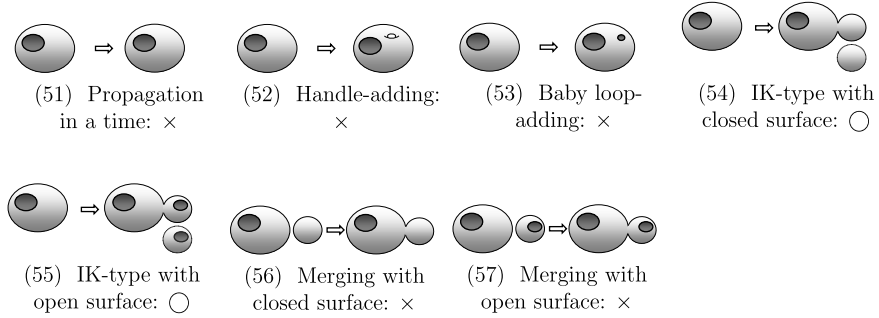 (51) Propagation
in a time: ×
(52) Handle-adding:
×
(53) Baby loop-
adding: ×
(54) IK-type with
closed surface: ○
(55) IK-type with
open surface: ○
(56) Merging with
closed surface: ×
(57) Merging with
open surface: ×